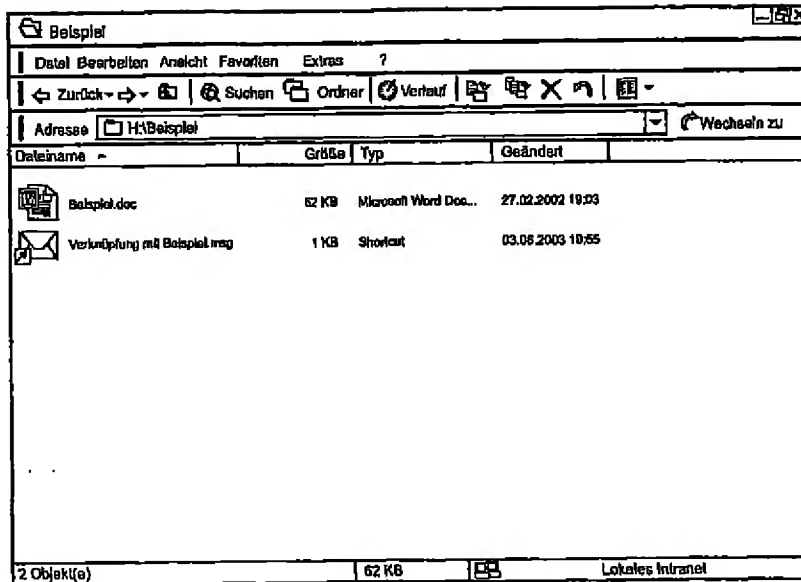 Beispiel
Datei Bearbeiten Ansicht Favoriten Extras ?
Zurück Suchen Ordner Verlauf
Adresse H:\Beispiel Wechseln zu
Dateiname Größe Typ Geändert
Beispiel.doc 62 KB Microsoft Word Doc... 27.02.2002 19:03
Verknüpfung mit Beispiel.msg 1 KB Shortcut 03.06.2003 19:55
2 Objekt(e) 62 KB Lokales Intranet